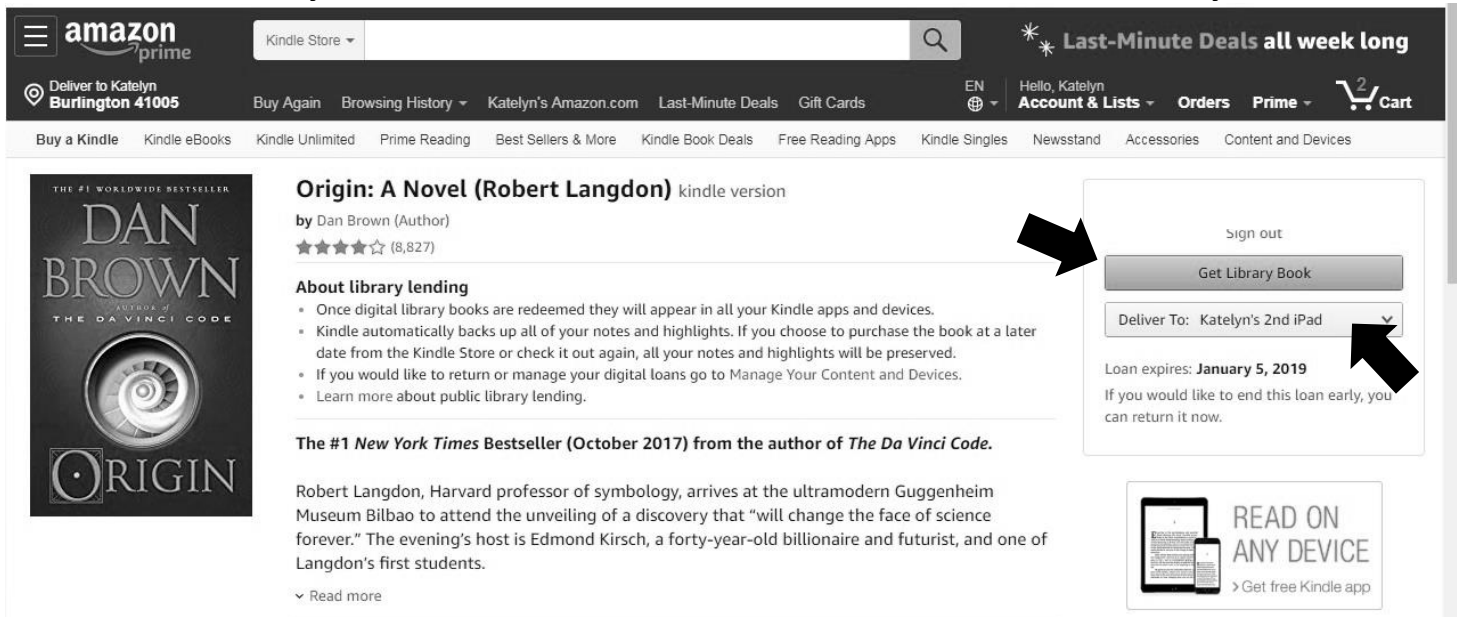 amazon
prime
Kindle Store
Last-Minute Deals all week long
Deliver to Katelyn
Burlington 41005
Buy Again Browsing History Katelyn's Amazon.com Last-Minute Deals Gift Cards
EN
Hello, Katelyn
Account & Lists Orders Prime 2 Cart
Buy a Kindle Kindle eBooks Kindle Unlimited Prime Reading Best Sellers & More Kindle Book Deals Free Reading Apps Kindle Singles Newsstand Accessories Content and Devices
THE #1 WORLDWIDE BESTSELLER
DAN
BROWN
AUTHOR of
THE DA VINCI CODE
ORIGIN
Origin: A Novel (Robert Langdon) kindle version
by Dan Brown (Author)
(8,827)
About library lending
• Once digital library books are redeemed they will appear in all your Kindle apps and devices.
• Kindle automatically backs up all of your notes and highlights. If you choose to purchase the book at a later
date from the Kindle Store or check it out again, all your notes and highlights will be preserved.
• If you would like to return or manage your digital loans go to Manage Your Content and Devices.
• Learn more about public library lending.
The #1 New York Times Bestseller (October 2017) from the author of The Da Vinci Code.
Robert Langdon, Harvard professor of symbology, arrives at the ultramodern Guggenheim
Museum Bilbao to attend the unveiling of a discovery that “will change the face of science
forever.” The evening’s host is Edmond Kirsch, a forty-year-old billionaire and futurist, and one of
Langdon’s first students.
Read more
Sign out
Get Library Book
Deliver To: Katelyn's 2nd iPad
Loan expires: January 5, 2019
If you would like to end this loan early, you
can return it now.
READ ON
ANY DEVICE
›Get free Kindle app